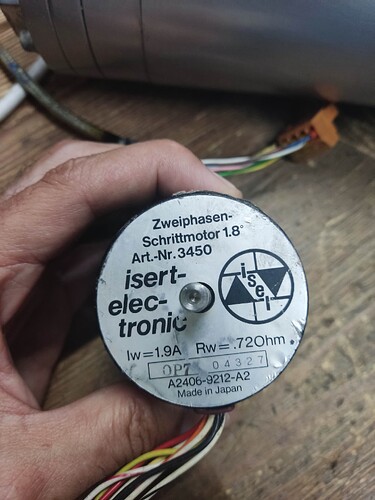 Zweiphasen-
Schrittmotor 1.8°
Art.-Nr. 3450
isert-
elec-
tronic
isel
Iw=1.9A Rw=.72Ohm
OP7 04327
A2406-9212-A2
Made in Japan